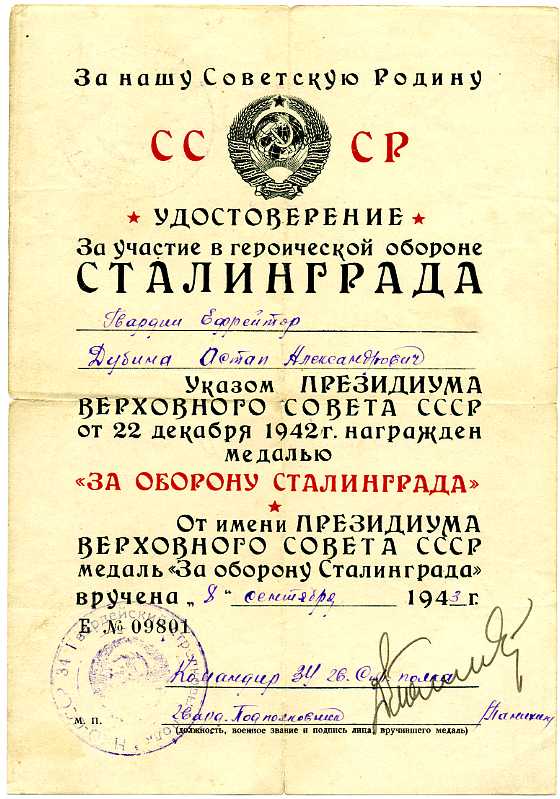 За нашу Советскую Родину
СС СР
УДОСТОВЕРЕНИЕ
За участие в героической обороне
СТАЛИНГРАДА
Гвардии Ефрейтор
Дубина Остап Александрович
Указом ПРЕЗИДИУМА
ВЕРХОВНОГО СОВЕТА СССР
от 22 декабря 1942 г. награжден
медалью
«ЗА ОБОРОНУ СТАЛИНГРАДА»
От имени ПРЕЗИДИУМА
ВЕРХОВНОГО СОВЕТА СССР
медаль «За оборону Сталинграда»
вручена „8" сентября 1943 г.
Б № 09801
Командир 34 гв. полка
М. П.
гвард. Подполковник
(должность, военное звание и подпись лица, вручившего медаль)